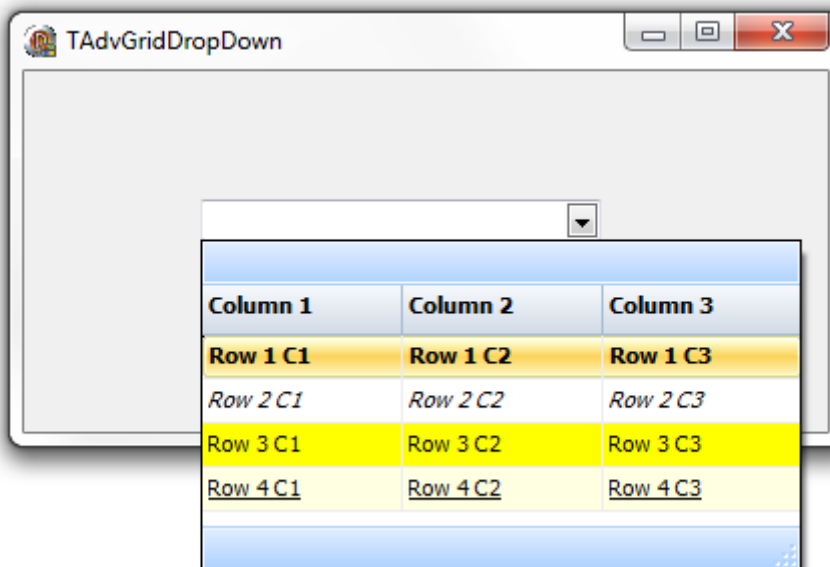 TAdvGridDropDown
Column 1 Column 2 Column 3
Row 1 C1 Row 1 C2 Row 1 C3
Row 2 C1 Row 2 C2 Row 2 C3
Row 3 C1 Row 3 C2 Row 3 C3
Row 4 C1 Row 4 C2 Row 4 C3